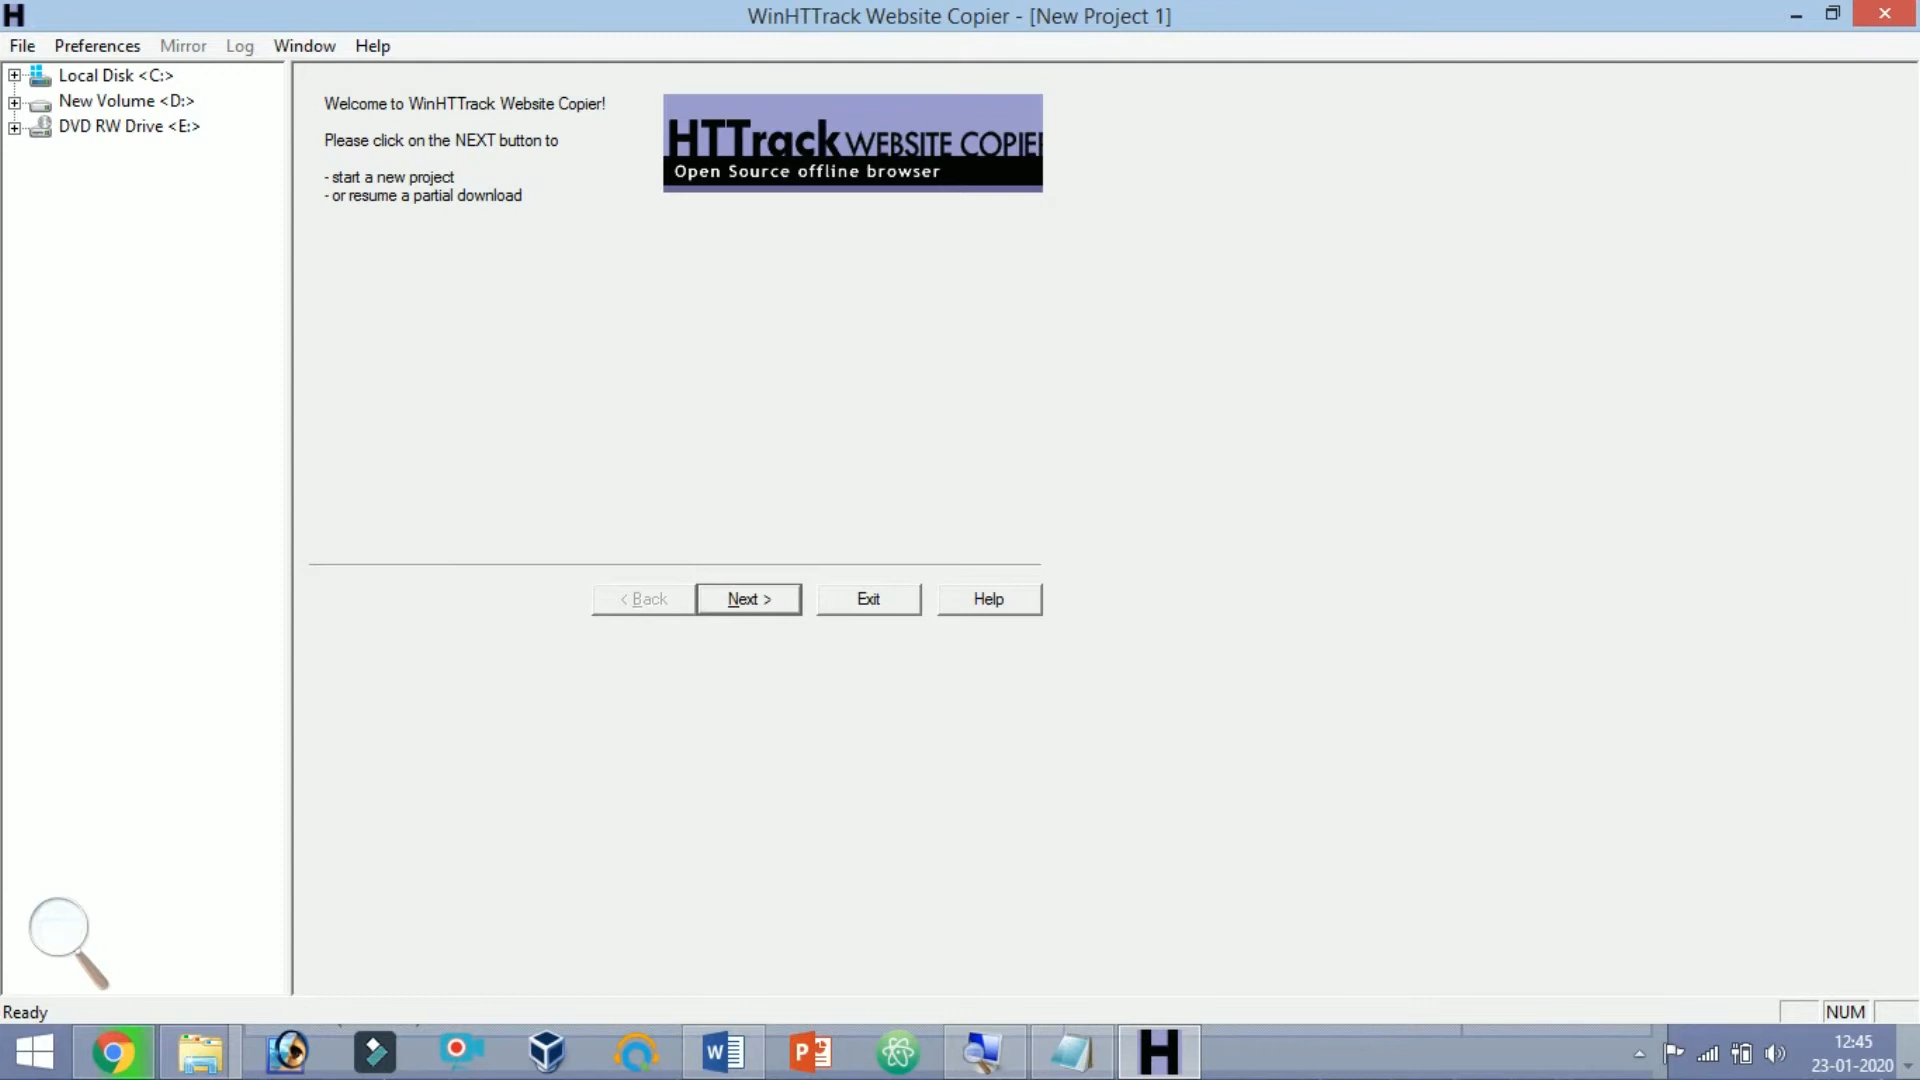 WinHTTrack Website Copier - [New Project 1]
File Preferences Mirror Log Window Help
Local Disk <C:>
New Volume <D:>
DVD RW Drive <E:>
Welcome to WinHTTrack Website Copier!
Please click on the NEXT button to
- start a new project
- or resume a partial download
HTTrack WEBSITE COPIER
Open Source offline browser
< Back
Next >
Exit
Help
Ready
NUM
12:45
23-01-2020